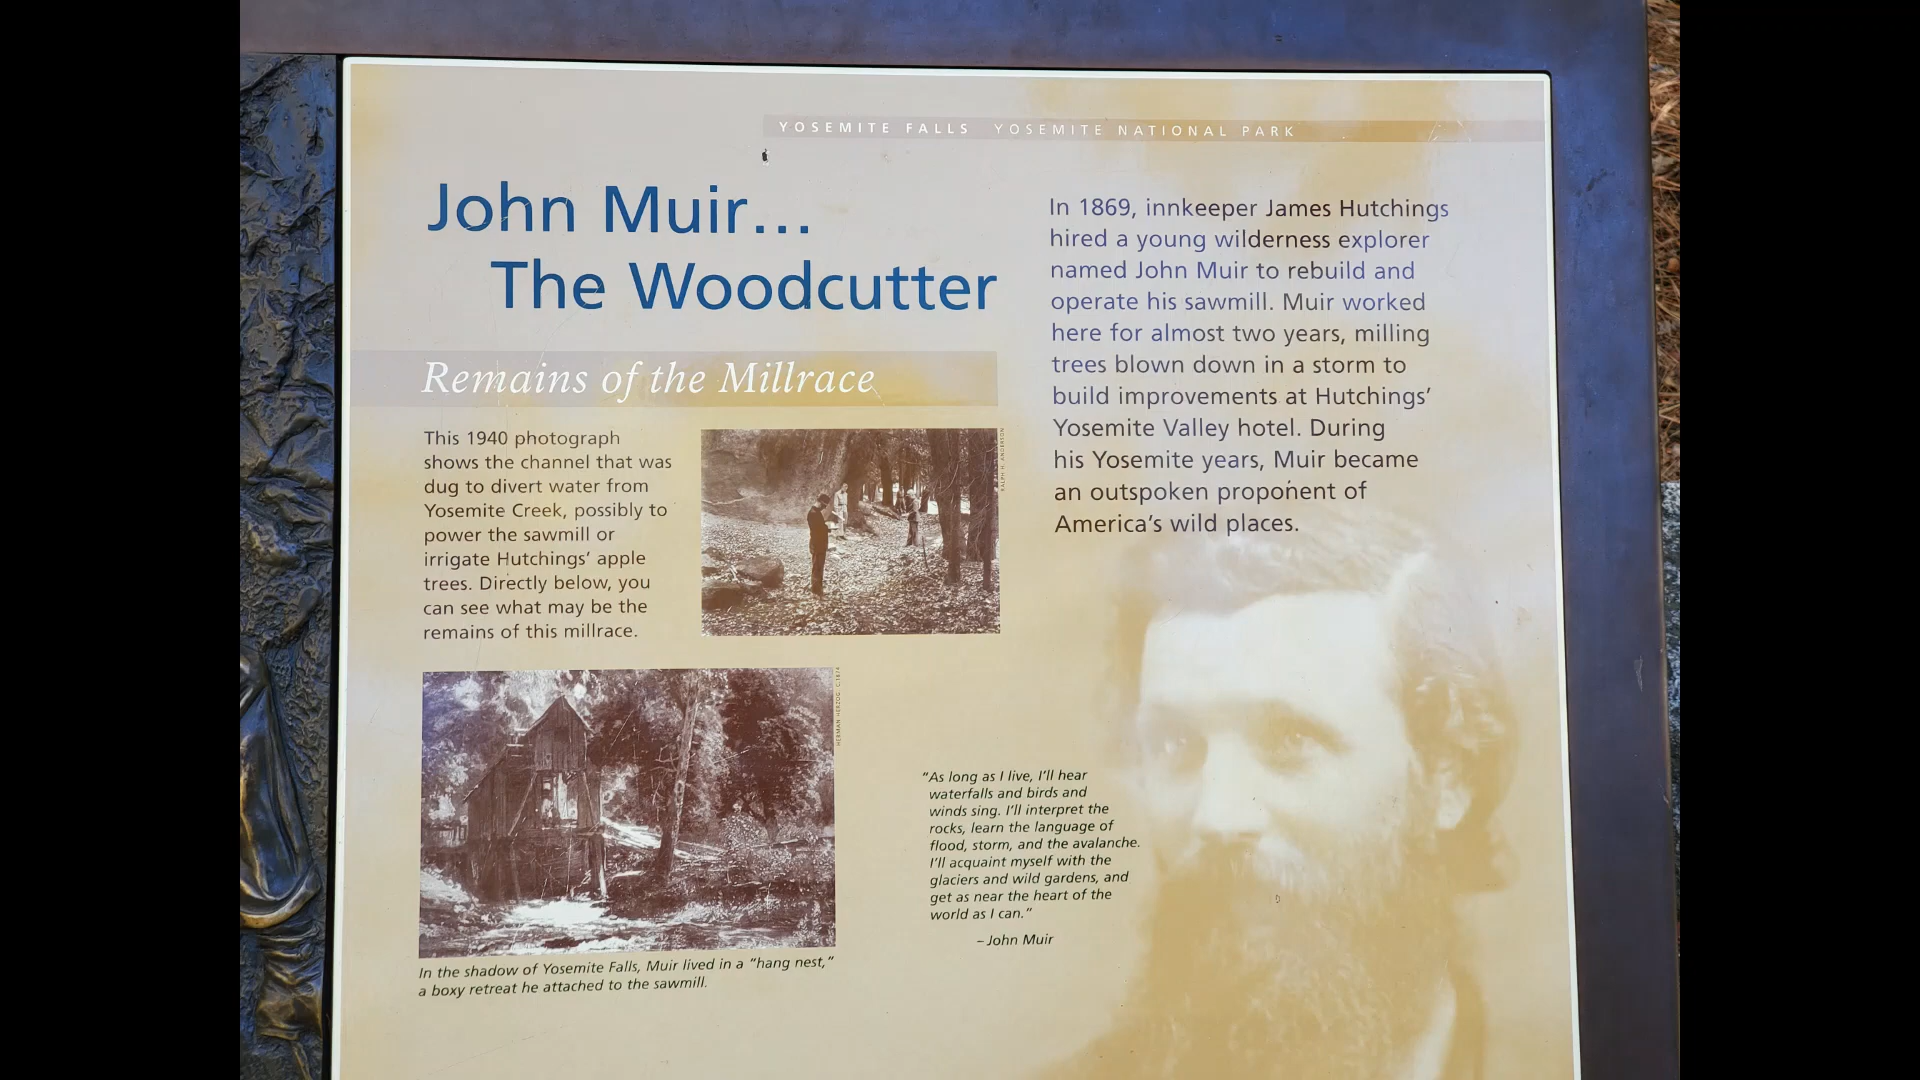 YOSEMITE FALLS YOSEMITE NATIONAL PARK
John Muir...
The Woodcutter
Remains of the Millrace
This 1940 photograph
shows the channel that was
dug to divert water from
Yosemite Creek, possibly to
power the sawmill or
irrigate Hutchings' apple
trees. Directly below, you
can see what may be the
remains of this millrace.
RALPH H. ANDERSON
HERMAN HERZOG, C.1874
In the shadow of Yosemite Falls, Muir lived in a "hang nest,"
a boxy retreat he attached to the sawmill.
In 1869, innkeeper James Hutchings
hired a young wilderness explorer
named John Muir to rebuild and
operate his sawmill. Muir worked
here for almost two years, milling
trees blown down in a storm to
build improvements at Hutchings'
Yosemite Valley hotel. During
his Yosemite years, Muir became
an outspoken proponent of
America's wild places.
"As long as I live, I'll hear
waterfalls and birds and
winds sing. I'll interpret the
rocks, learn the language of
flood, storm, and the avalanche.
I'll acquaint myself with the
glaciers and wild gardens, and
get as near the heart of the
world as I can."
– John Muir